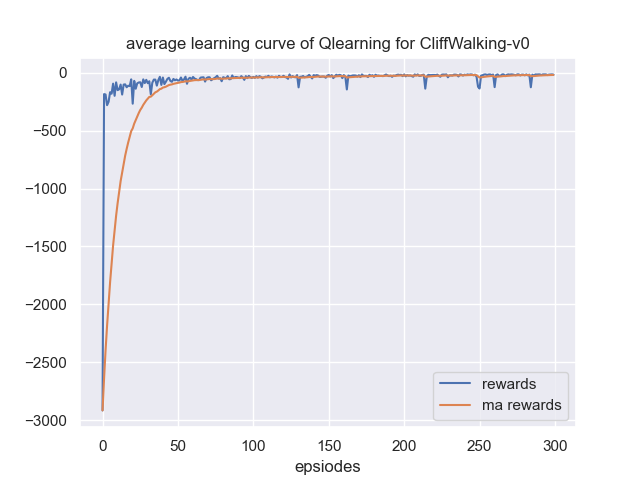 average learning curve of Qlearning for CliffWalking-v0
0
−500
−1000
−1500
−2000
−2500
−3000
rewards
ma rewards
0 50 100 150 200 250 300
epsiodes